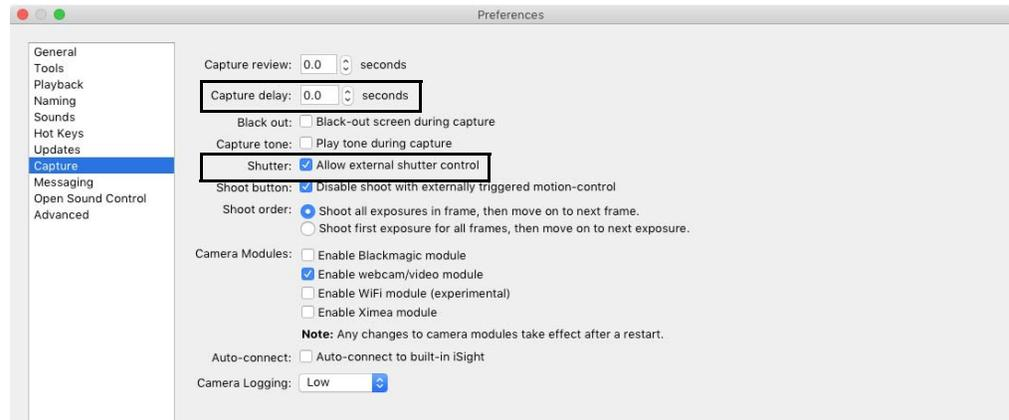 Preferences
General
Tools
Playback
Naming
Sounds
Hot Keys
Updates
Capture
Messaging
Open Sound Control
Advanced
Capture review: 0.0 seconds
Capture delay: 0.0 seconds
Black out: Black-out screen during capture
Capture tone: Play tone during capture
Shutter: Allow external shutter control
Shoot button: Disable shoot with externally triggered motion-control
Shoot order: Shoot all exposures in frame, then move on to next frame.
Shoot first exposure for all frames, then move on to next exposure.
Camera Modules: Enable Blackmagic module
Enable webcam/video module
Enable WiFi module (experimental)
Enable Ximea module
Note: Any changes to camera modules take effect after a restart.
Auto-connect: Auto-connect to built-in iSight
Camera Logging: Low